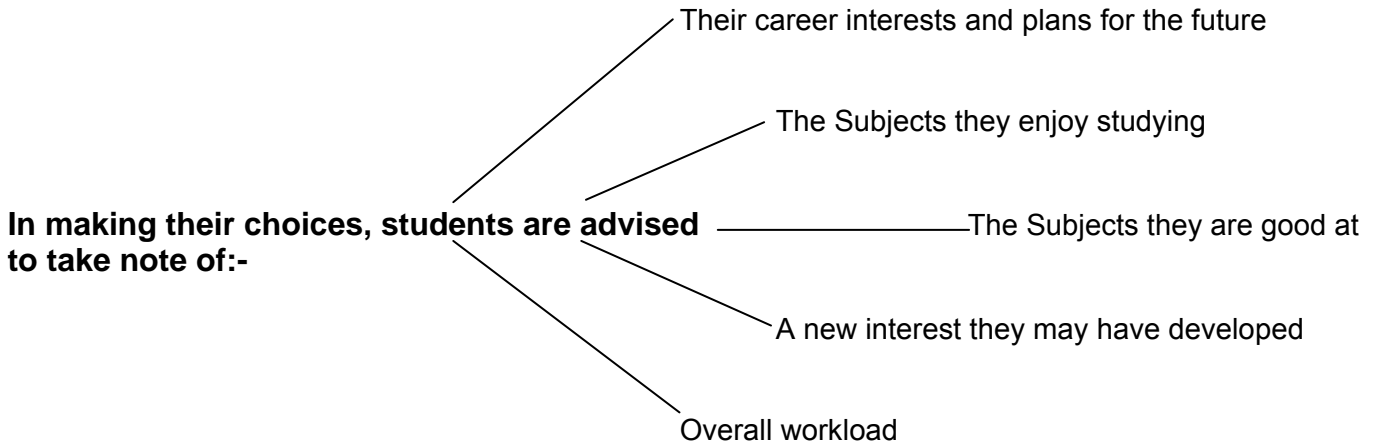 Their career interests and plans for the future
The Subjects they enjoy studying
In making their choices, students are advised
to take note of:-
The Subjects they are good at
A new interest they may have developed
Overall workload